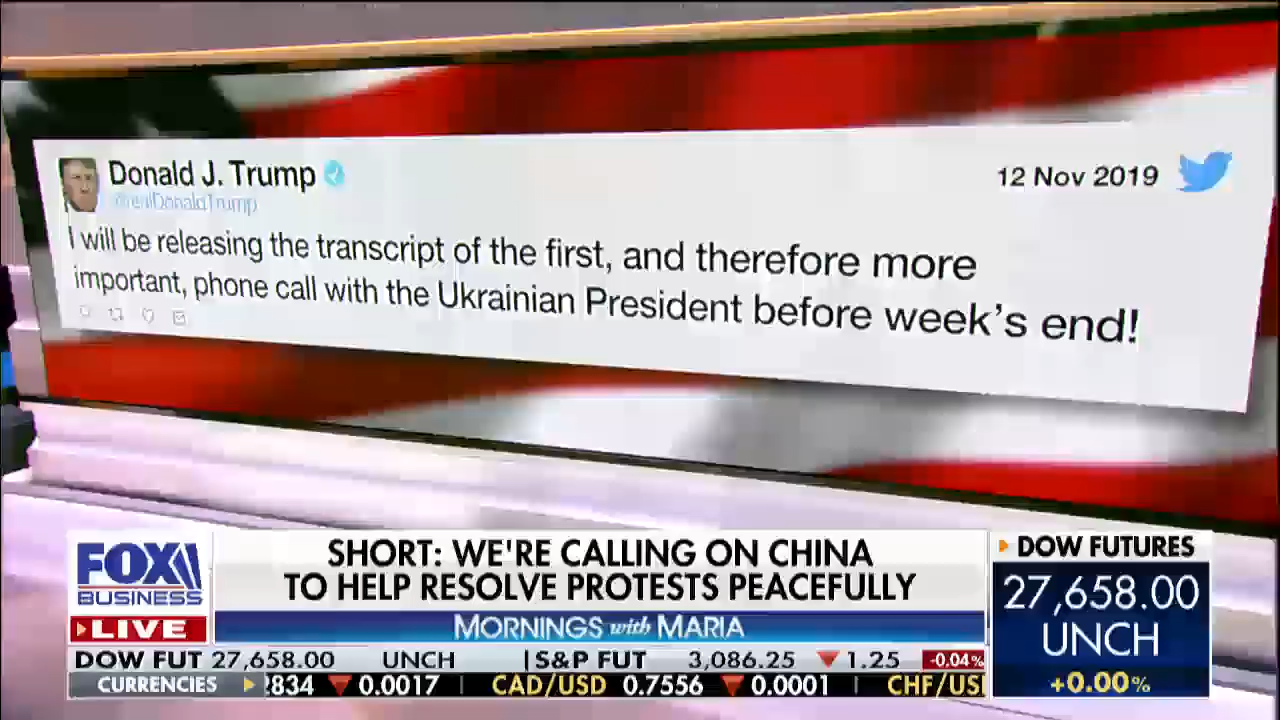 Donald J. Trump
@realDonaldTrump
12 Nov 2019
I will be releasing the transcript of the first, and therefore more
important, phone call with the Ukrainian President before week's end!
SHORT: WE'RE CALLING ON CHINA
TO HELP RESOLVE PROTESTS PEACEFULLY
MORNINGS with MARIA
FOX
BUSINESS
LIVE
DOW FUTURES
27,658.00
UNCH
+0.00%
DOW FUT 27,658.00 UNCH S&P FUT 3,086.25 1.25 -0.04%
CURRENCIES 2834 0.0017 CAD/USD 0.7556 0.0001 CHF/US